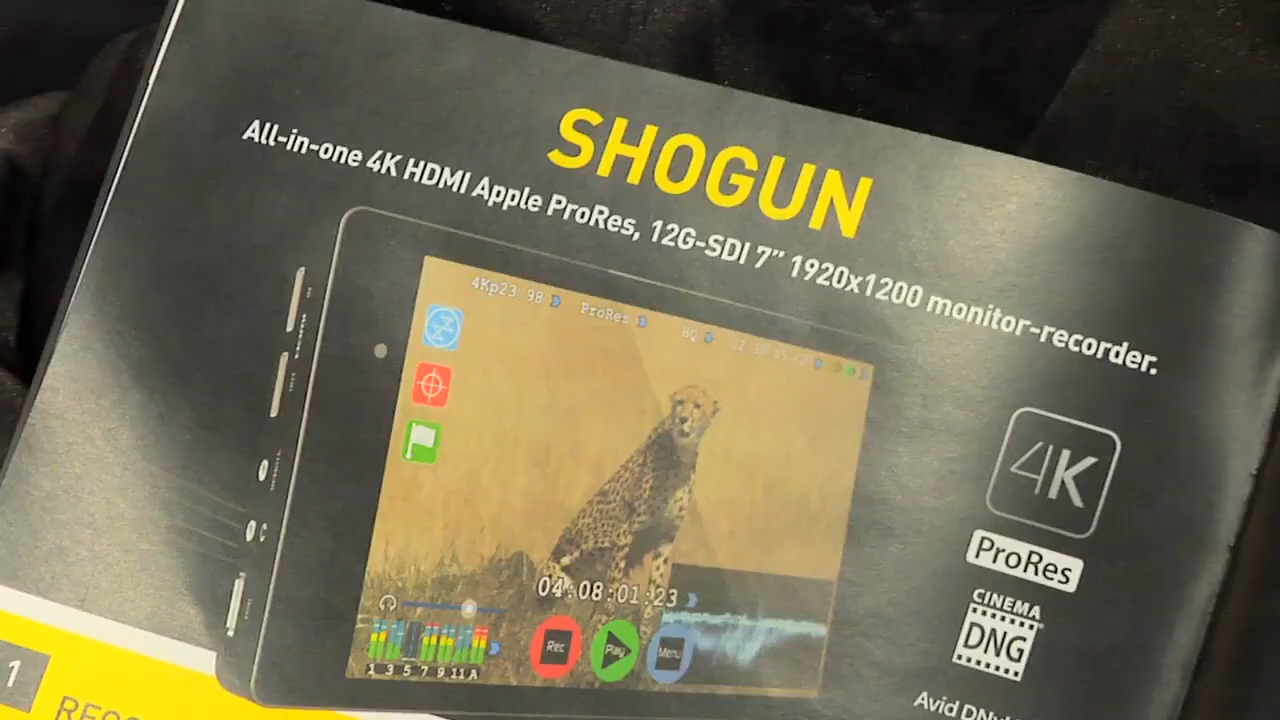 SHOGUN
All-in-one 4K HDMI Apple ProRes, 12G-SDI 7” 1920x1200 monitor-recorder.
4Kp23 98 ProRes HQ
4K
ProRes
CINEMA
DNG
04:08:01:23
Rec Play Menu
1 3 5 7 9 11 A
Avid
1